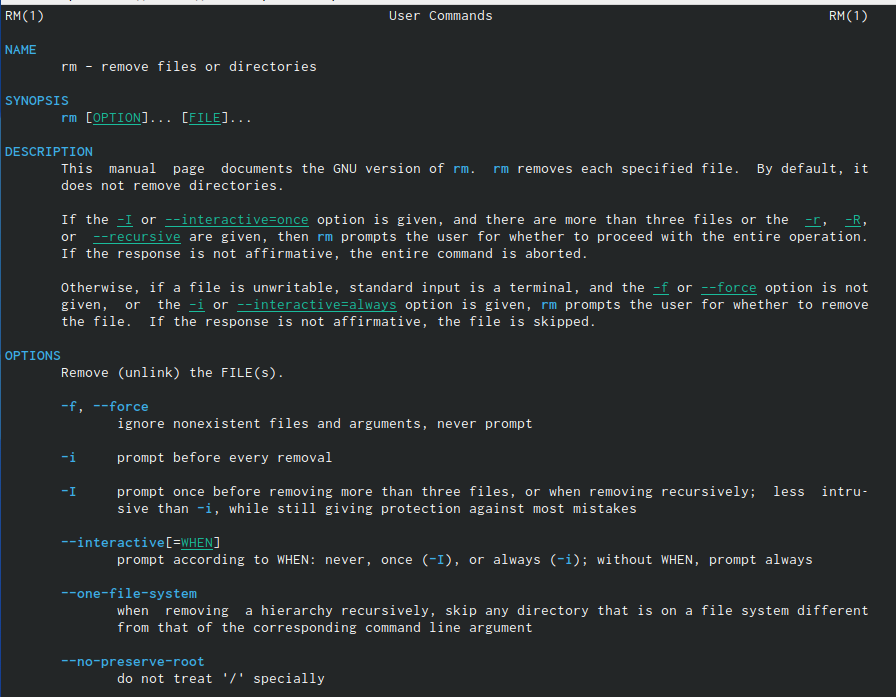 RM(1) User Commands RM(1)
NAME
rm - remove files or directories
SYNOPSIS
rm [OPTION]... [FILE]...
DESCRIPTION
This manual page documents the GNU version of rm. rm removes each specified file. By default, it
does not remove directories.
If the -I or --interactive=once option is given, and there are more than three files or the -r, -R,
or --recursive are given, then rm prompts the user for whether to proceed with the entire operation.
If the response is not affirmative, the entire command is aborted.
Otherwise, if a file is unwritable, standard input is a terminal, and the -f or --force option is not
given, or the -i or --interactive=always option is given, rm prompts the user for whether to remove
the file. If the response is not affirmative, the file is skipped.
OPTIONS
Remove (unlink) the FILE(s).
-f, --force
ignore nonexistent files and arguments, never prompt
-i prompt before every removal
-I prompt once before removing more than three files, or when removing recursively; less intru-
sive than -i, while still giving protection against most mistakes
--interactive[=WHEN]
prompt according to WHEN: never, once (-I), or always (-i); without WHEN, prompt always
--one-file-system
when removing a hierarchy recursively, skip any directory that is on a file system different
from that of the corresponding command line argument
--no-preserve-root
do not treat '/' specially